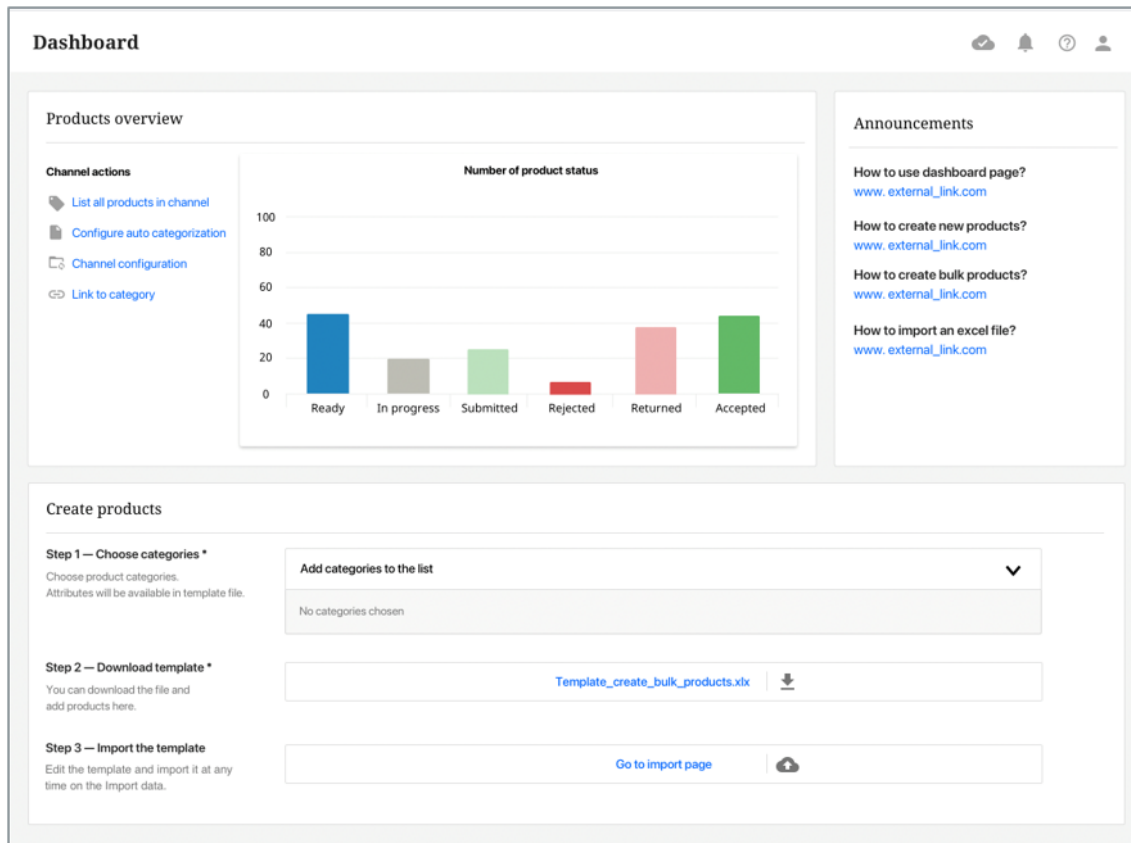 Dashboard
Products overview
Channel actions
List all products in channel
Configure auto categorization
Channel configuration
Link to category
Number of product status
100
80
60
40
20
0
Ready
In progress
Submitted
Rejected
Returned
Accepted
Announcements
How to use dashboard page?
www. external_link.com
How to create new products?
www. external_link.com
How to create bulk products?
www. external_link.com
How to import an excel file?
www. external_link.com
Create products
Step 1 — Choose categories *
Choose product categories.
Attributes will be available in template file.
Add categories to the list
No categories chosen
Step 2 — Download template *
You can download the file and
add products here.
Template_create_bulk_products.xlx
Step 3 — Import the template
Edit the template and import it at any
time on the Import data.
Go to import page